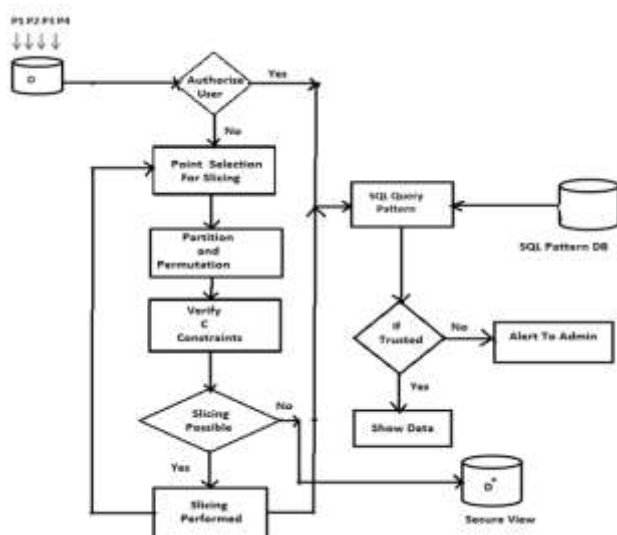 P1 P2 P3 P4
D
Authorise
User
Yes
No
Point Selection
For Slicing
Partition
and
Permutation
Verify
C
Constraints
Slicing
Possible
No
Yes
Slicing
Performed
SQL Query
Pattern
SQL Pattern DB
If
Trusted
No
Alert To Admin
Yes
Show Data
D*
Secure View